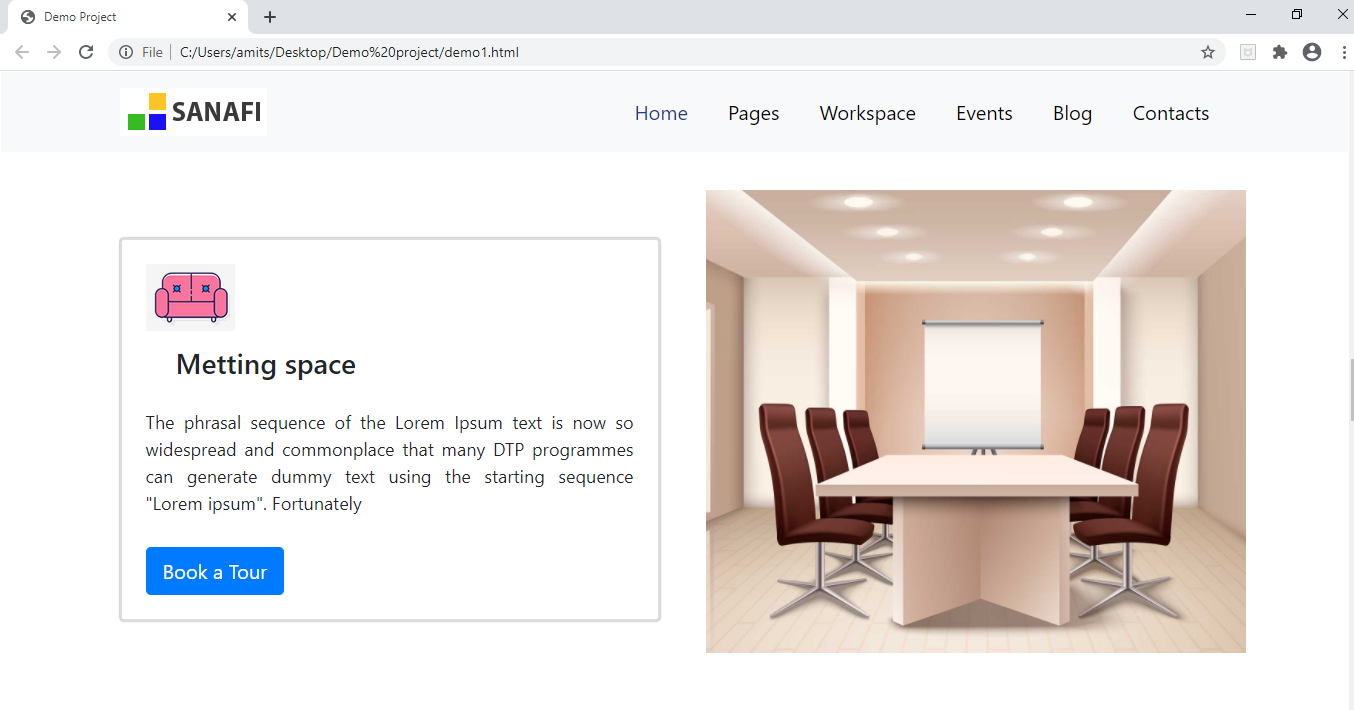 Demo Project
File
C:/Users/amits/Desktop/Demo%20project/demo1.html
SANAFI
Home Pages Workspace Events Blog Contacts
Metting space
The phrasal sequence of the Lorem Ipsum text is now so
widespread and commonplace that many DTP programmes
can generate dummy text using the starting sequence
"Lorem ipsum". Fortunately
Book a Tour